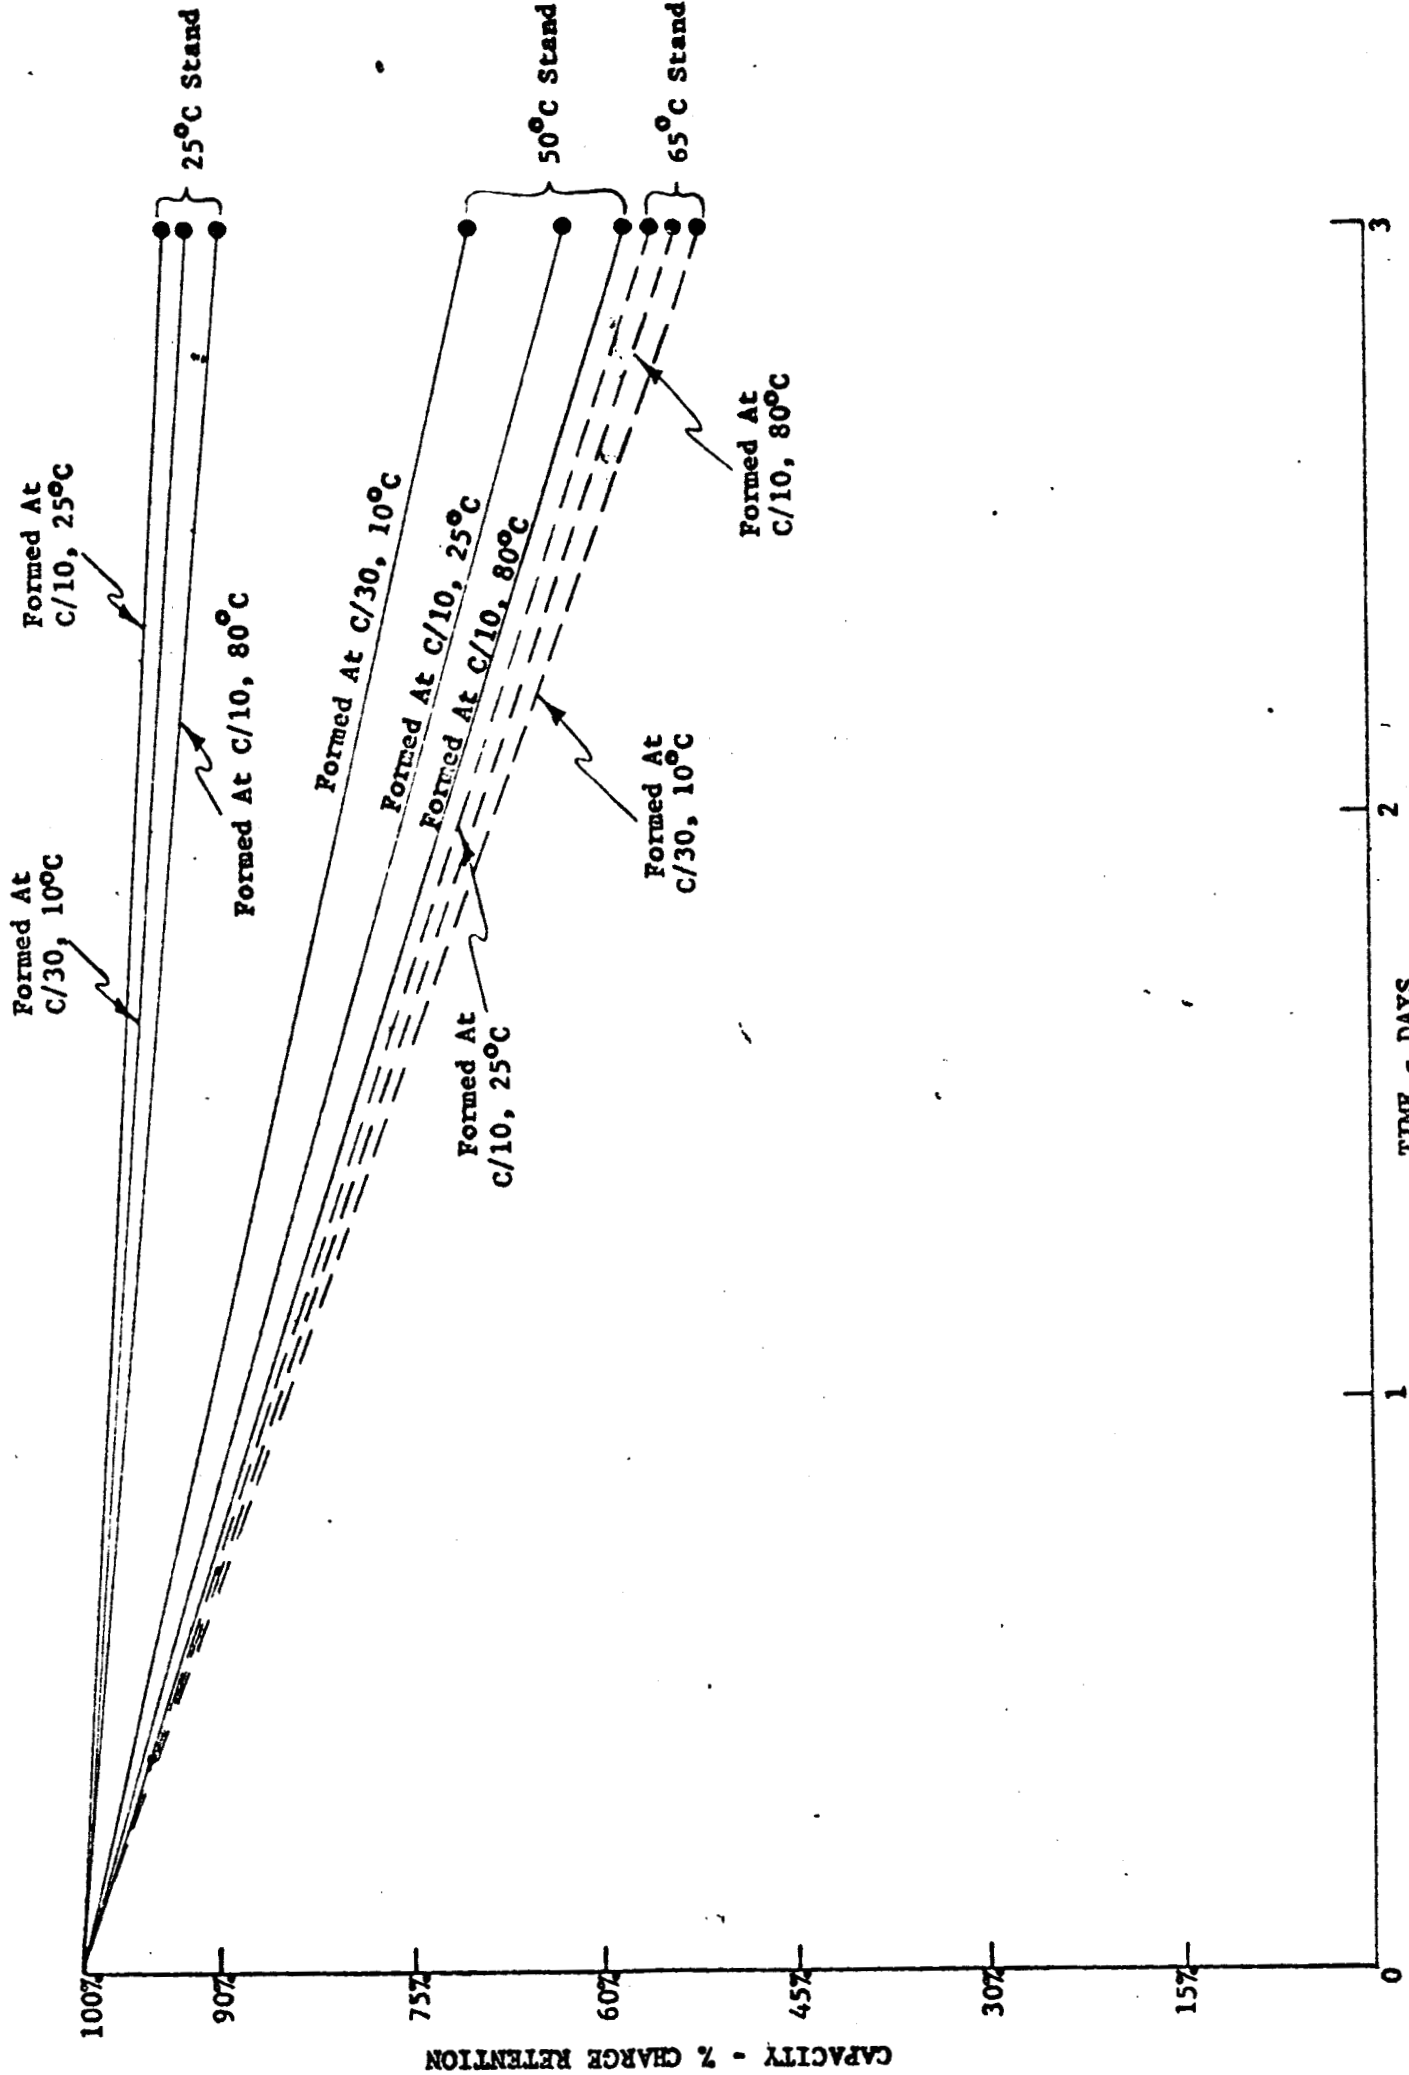 Formed At
C/30, 10°C
Formed At
C/10, 25°C
Formed At C/10, 80°C
25°C Stand
Formed At C/30, 10°C
Formed At C/10, 25°C
Formed At C/10, 80°C
50°C Stand
65°C Stand
Formed At
C/10, 25°C
Formed At
C/30, 10°C
Formed At
C/10, 80°C
CAPACITY - % CHARGE RETENTION
100%
90%
75%
60%
45%
30%
15%
0
1
2
3
TIME - DAYS